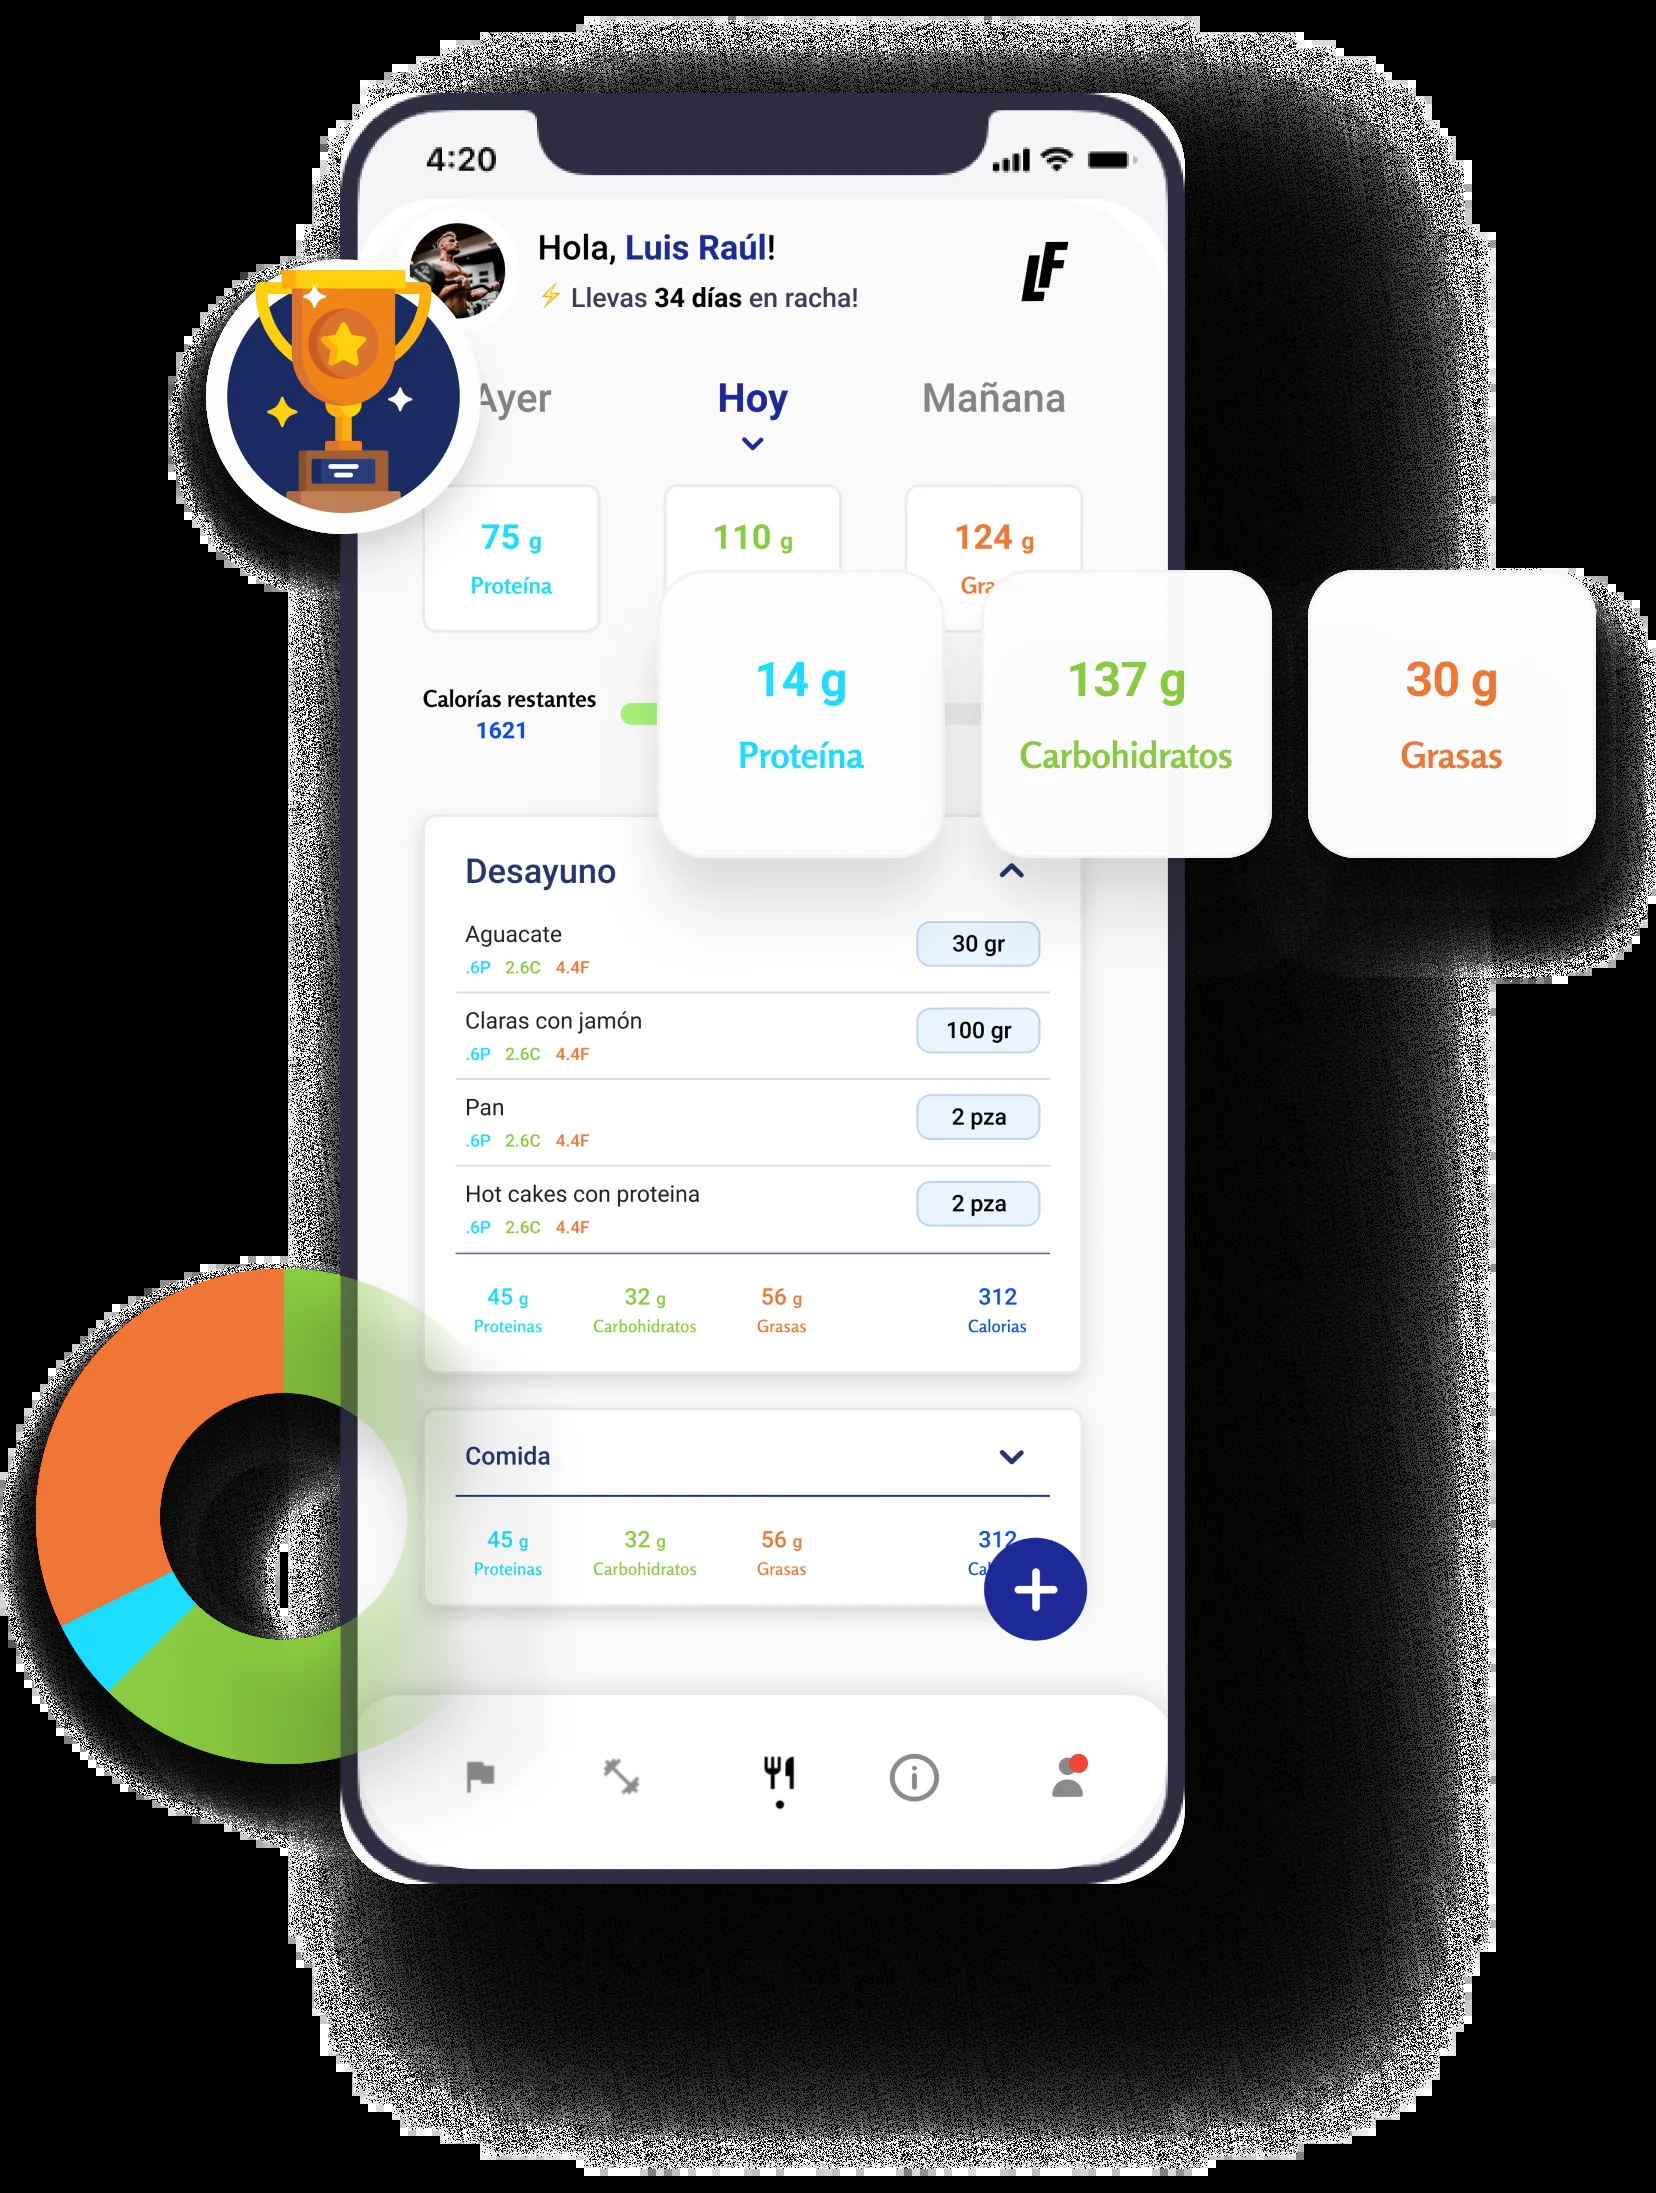 4:20
Hola, Luis Raúl!
Llevas 34 días en racha!
LF
Ayer Hoy Mañana
75 g 110 g 124 g
Proteína
14 g 137 g 30 g
Proteína Carbohidratos Grasas
Calorías restantes
1621
Desayuno
Aguacate 30 gr
.6P 2.6C 4.4F
Claras con jamón 100 gr
.6P 2.6C 4.4F
Pan 2 pza
.6P 2.6C 4.4F
Hot cakes con proteina 2 pza
.6P 2.6C 4.4F
45 g 32 g 56 g 312
Proteinas Carbohidratos Grasas Calorias
Comida
45 g 32 g 56 g 312
Proteinas Carbohidratos Grasas